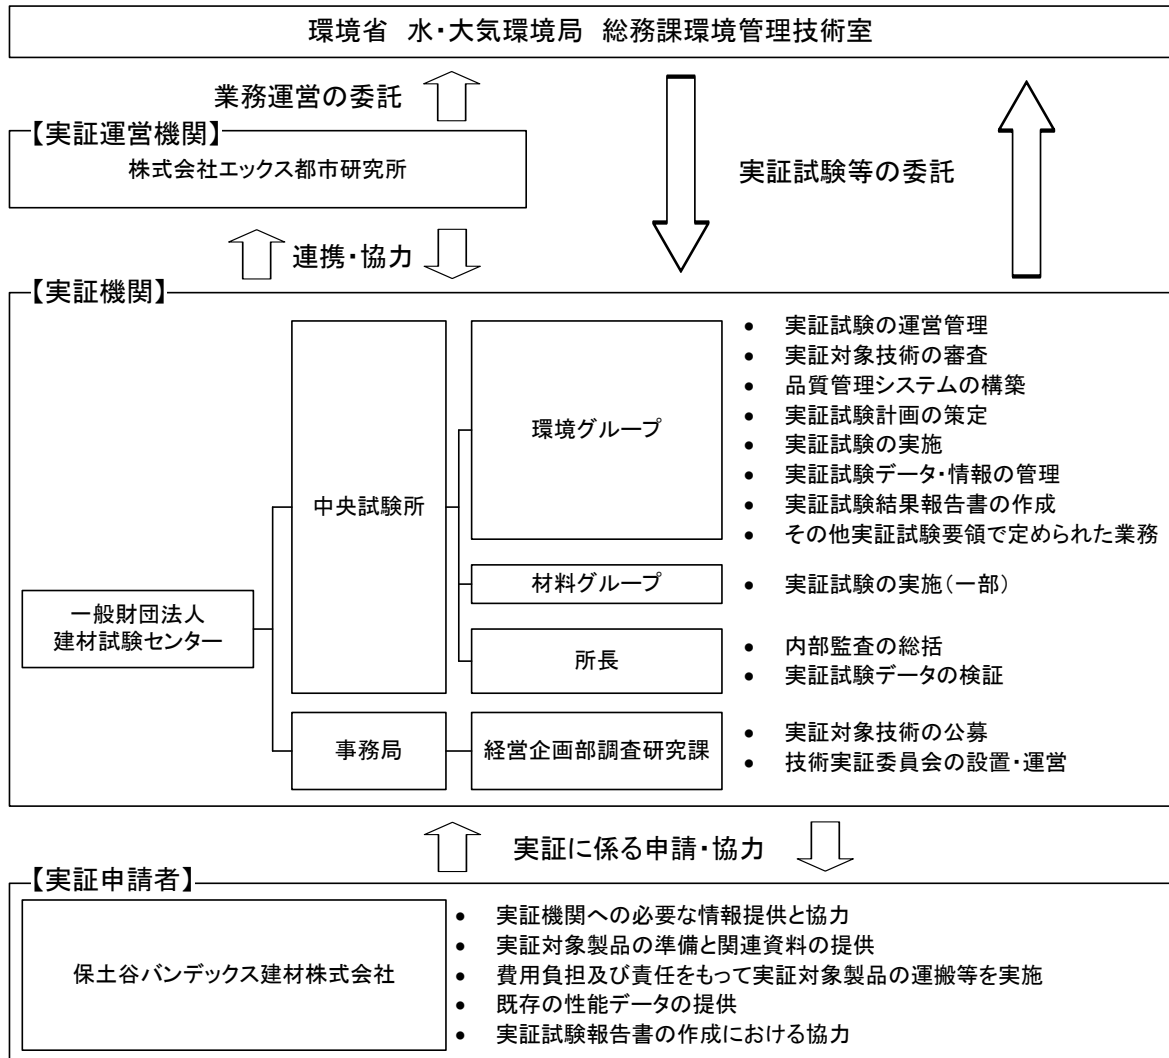 環境省　水・大気環境局　総務課環境管理技術室
業務運営の委託
【実証運営機関】
株式会社エックス都市研究所
実証試験等の委託
連携・協力
【実証機関】
一般財団法人
建材試験センター
中央試験所
環境グループ
• 実証試験の運営管理
• 実証対象技術の審査
• 品質管理システムの構築
• 実証試験計画の策定
• 実証試験の実施
• 実証試験データ・情報の管理
• 実証試験結果報告書の作成
• その他実証試験要領で定められた業務
材料グループ
• 実証試験の実施（一部）
所長
• 内部監査の総括
• 実証試験データの検証
事務局
経営企画部調査研究課
• 実証対象技術の公募
• 技術実証委員会の設置・運営
実証に係る申請・協力
【実証申請者】
保土谷バンデックス建材株式会社
• 実証機関への必要な情報提供と協力
• 実証対象製品の準備と関連資料の提供
• 費用負担及び責任をもって実証対象製品の運搬等を実施
• 既存の性能データの提供
• 実証試験報告書の作成における協力